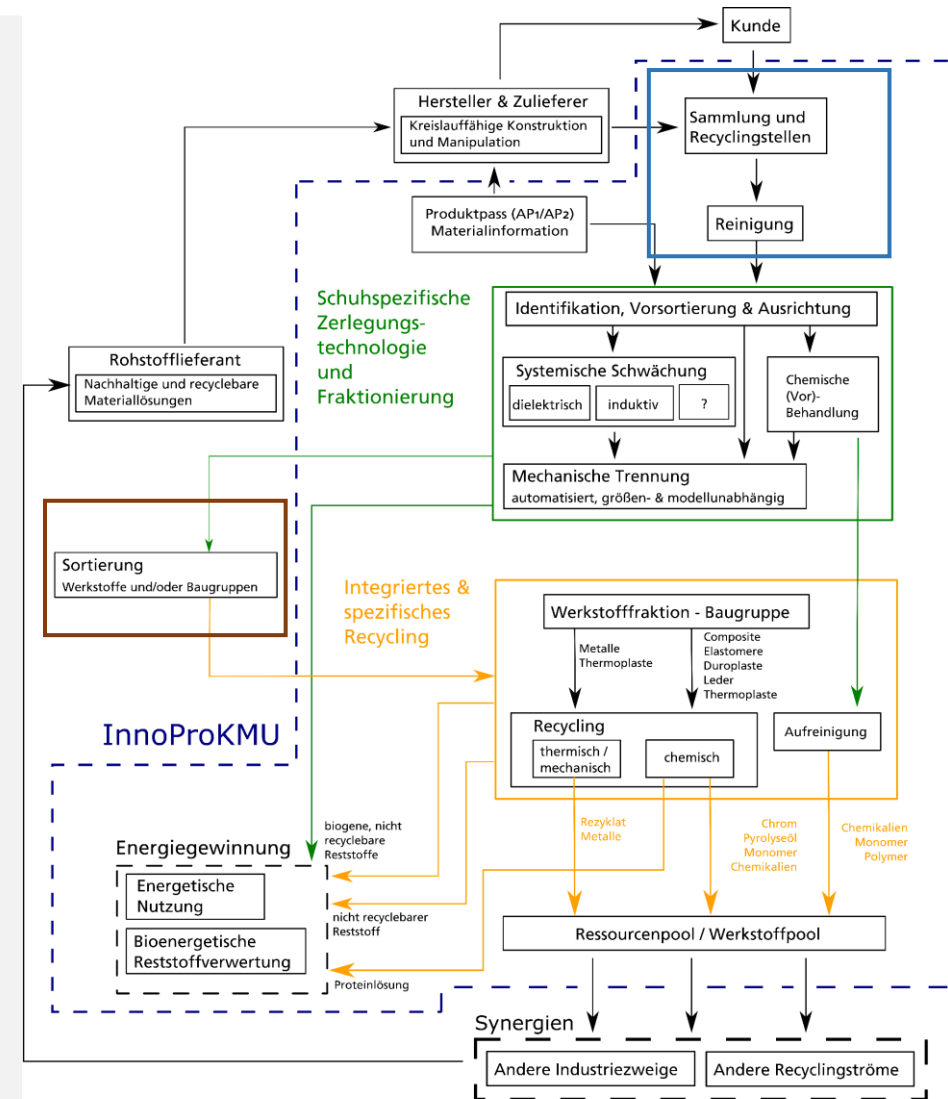 Kunde
Hersteller & Zulieferer
Kreislauffähige Konstruktion
und Manipulation
Sammlung und
Recyclingstellen
Produktpass (AP1/AP2)
Materialinformation
Reinigung
Schuhspezifische
Zerlegungs-
technologie
und
Fraktionierung
Identifikation, Vorsortierung & Ausrichtung
Rohstofflieferant
Nachhaltige und recyclebare
Materiallösungen
Systemische Schwächung
dielektrisch
induktiv
?
Chemische
(Vor)-
Behandlung
Mechanische Trennung
automatisiert, größen- & modellunabhängig
Sortierung
Werkstoffe und/oder Baugruppen
Integriertes &
spezifisches
Recycling
Werkstofffraktion - Baugruppe
Metalle
Thermoplaste
Composite
Elastomere
Duroplaste
Leder
Thermoplaste
InnoProKMU
Recycling
thermisch /
mechanisch
chemisch
Aufreinigung
Rezyklat
Metalle
Chrom
Pyrolyseöl
Monomer
Chemikalien
Chemikalien
Monomer
Polymer
biogene, nicht
recyclebare
Reststoffe
Energiegewinnung
Energetische
Nutzung
nicht recyclebarer
Reststoff
Bioenergetische
Reststoffverwertung
Proteinlösung
Ressourcenpool / Werkstoffpool
Synergien
Andere Industriezweige
Andere Recyclingströme